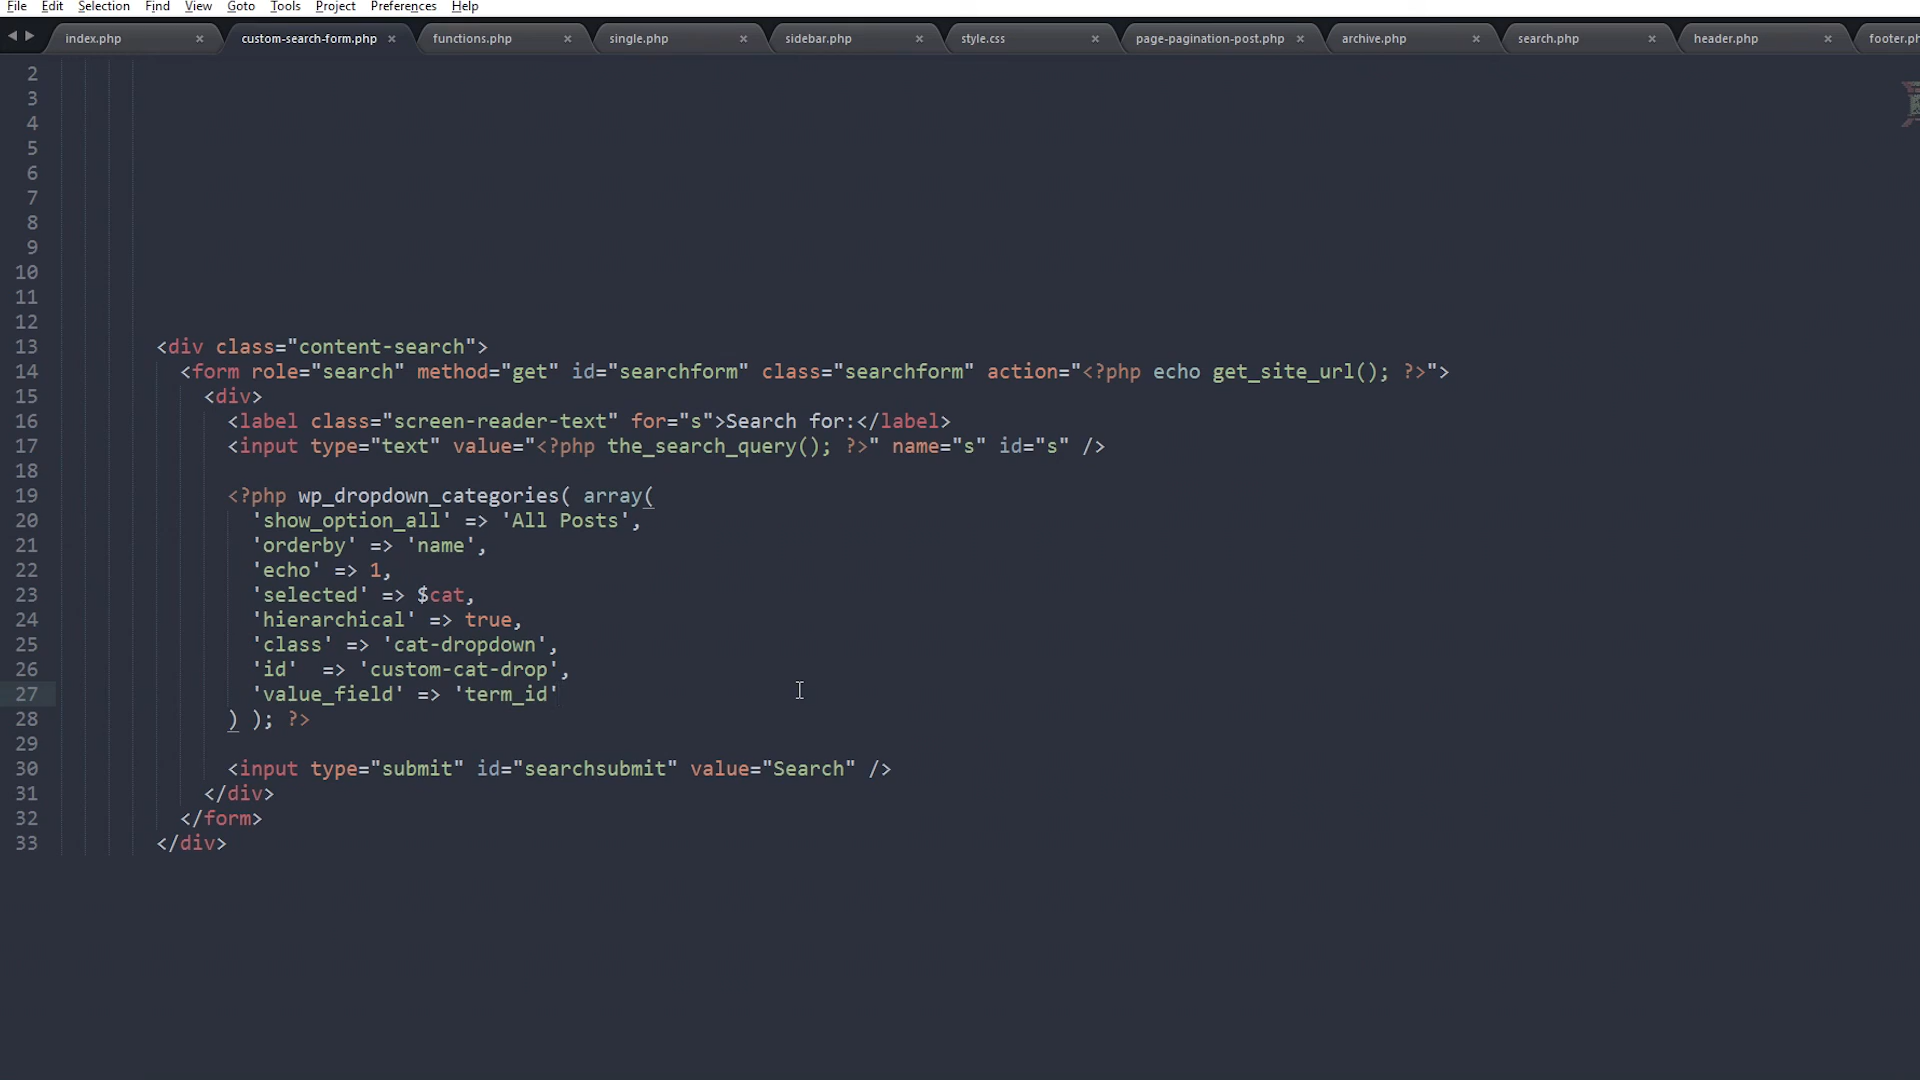 File Edit Selection Find View Goto Tools Project Preferences Help
index.php custom-search-form.php functions.php single.php sidebar.php style.css page-pagination-post.php archive.php search.php header.php footer.ph
2
3
4
5
6
7
8
9
10
11
12
13 <div class="content-search">
14 <form role="search" method="get" id="searchform" class="searchform" action="<?php echo get_site_url(); ?>">
15 <div>
16 <label class="screen-reader-text" for="s">Search for:</label>
17 <input type="text" value="<?php the_search_query(); ?>" name="s" id="s" />
18
19 <?php wp_dropdown_categories( array(
20 'show_option_all' => 'All Posts',
21 'orderby' => 'name',
22 'echo' => 1,
23 'selected' => $cat,
24 'hierarchical' => true,
25 'class' => 'cat-dropdown',
26 'id'  => 'custom-cat-drop',
27 'value_field' => 'term_id'
28 ) ); ?>
29
30 <input type="submit" id="searchsubmit" value="Search" />
31 </div>
32 </form>
33 </div>